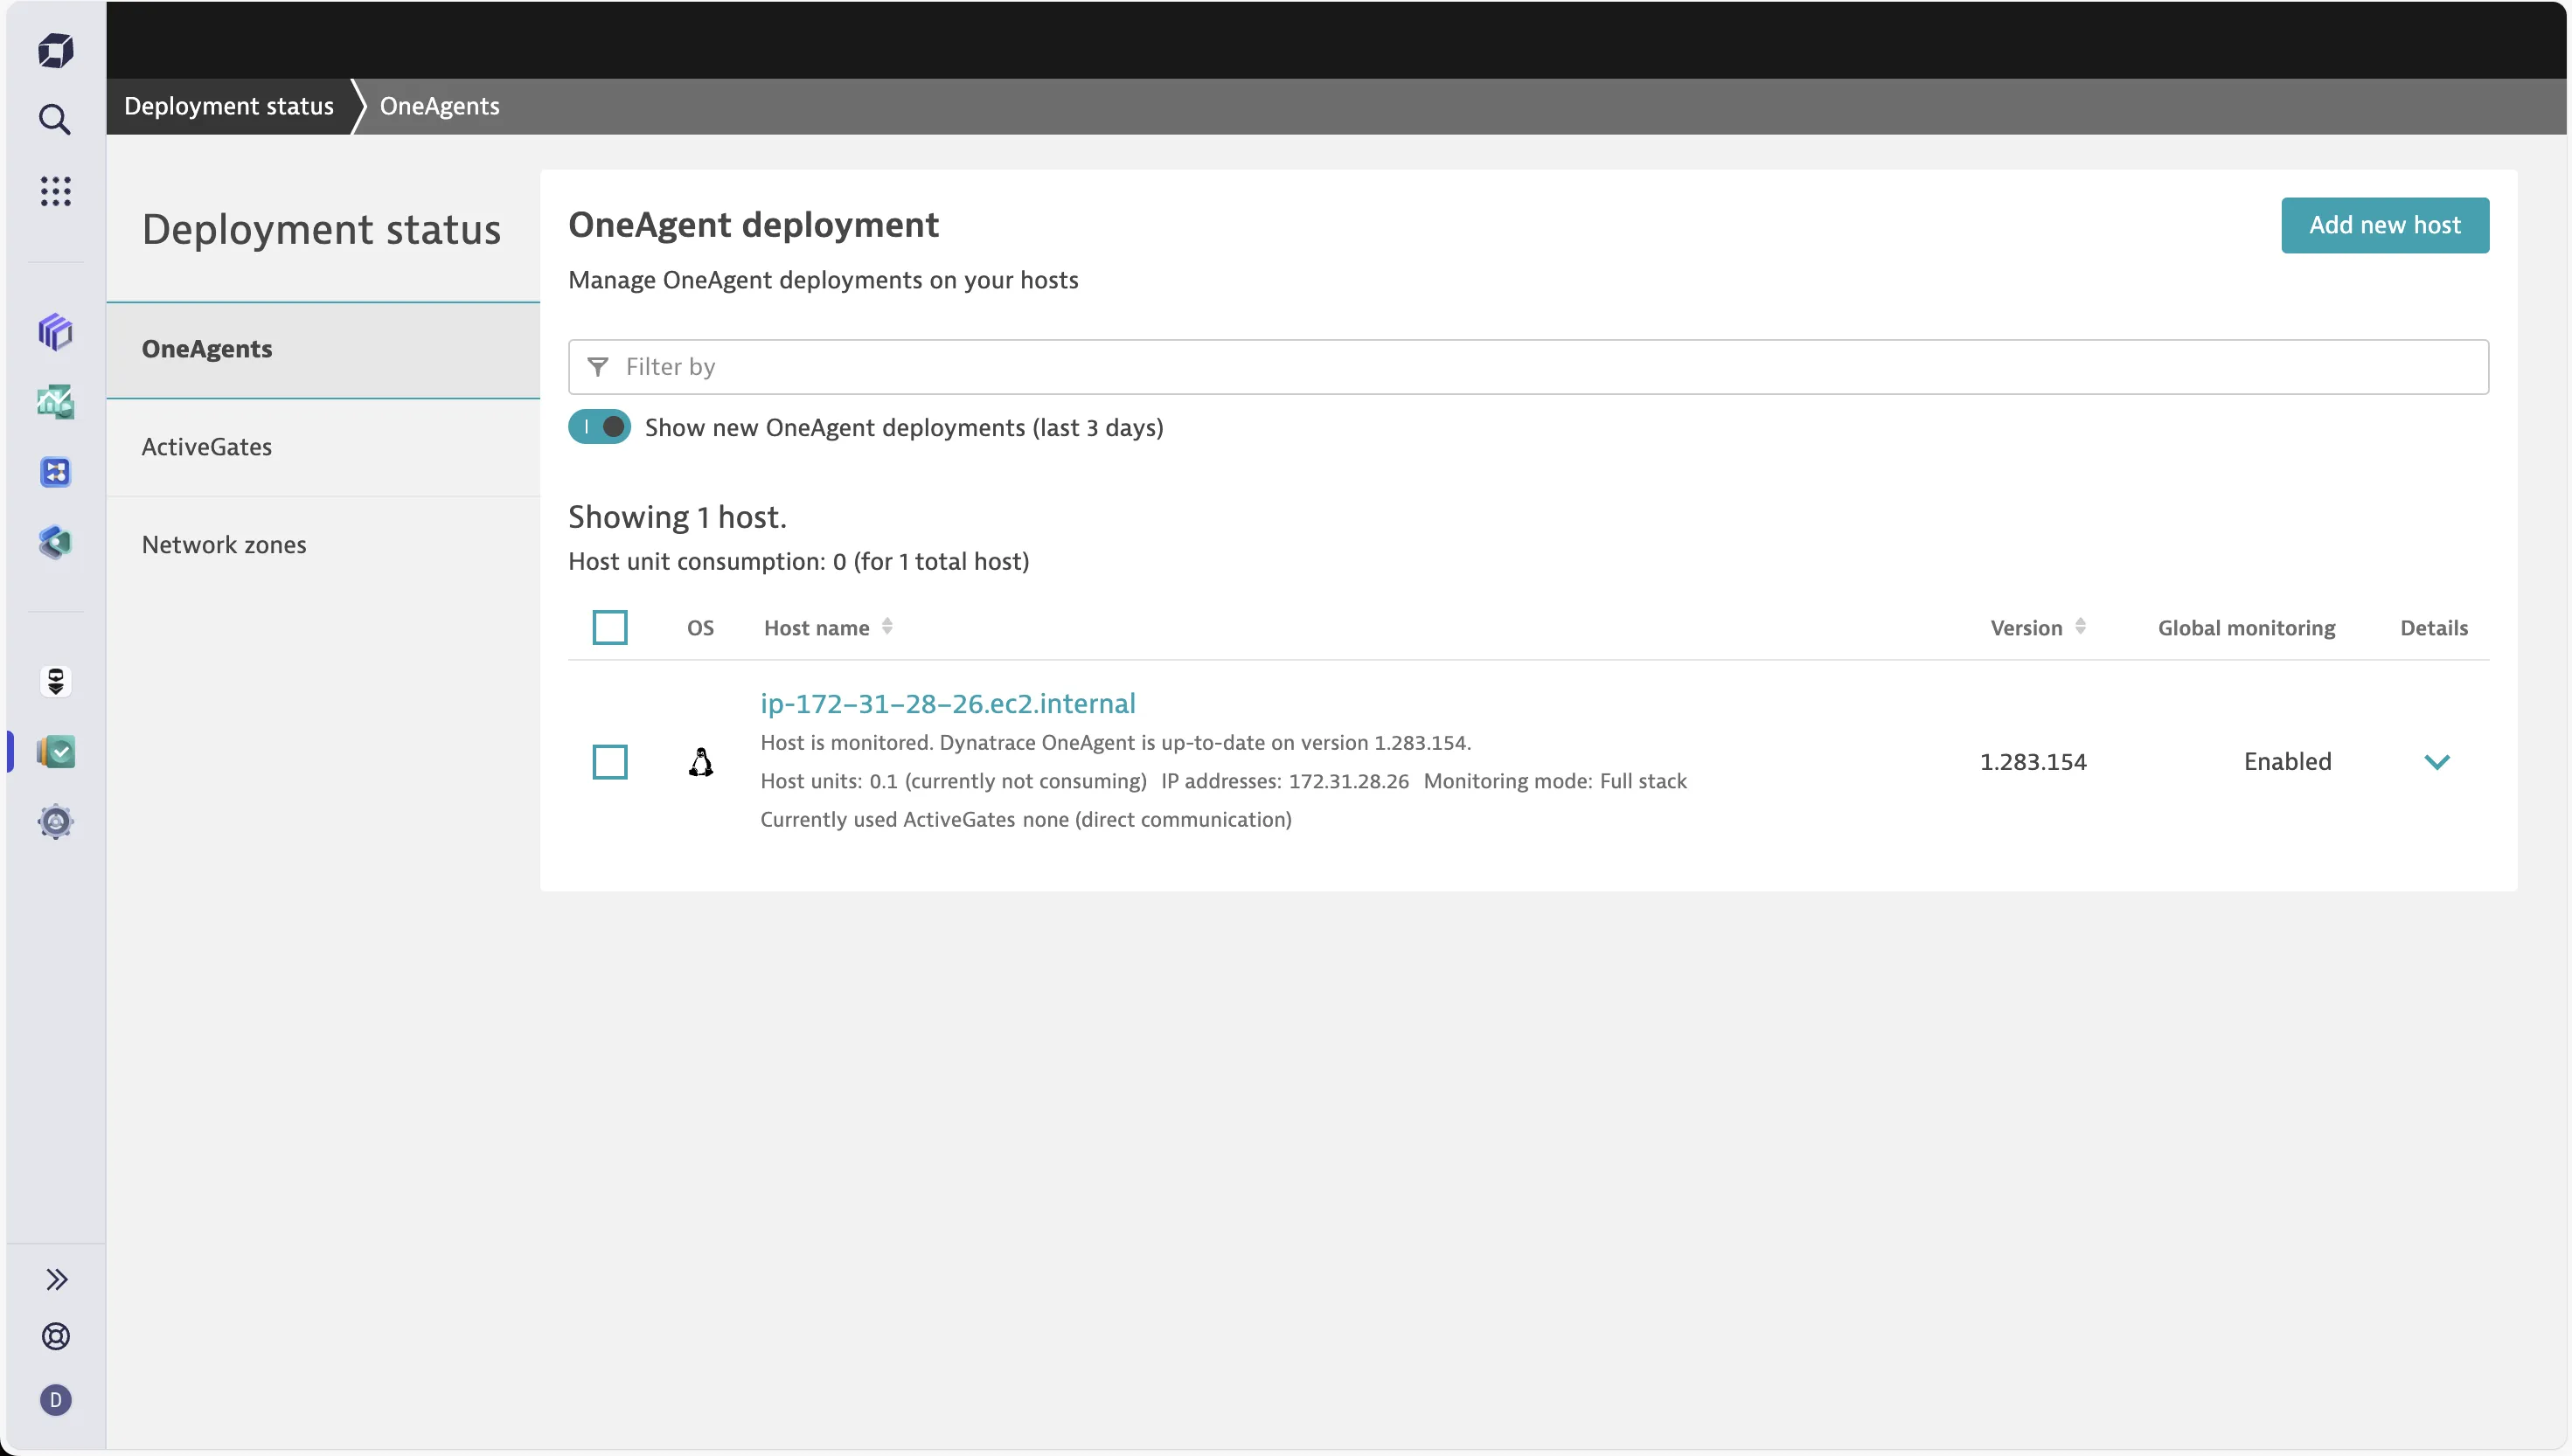 Deployment status
OneAgents
Deployment status
OneAgents
ActiveGates
Network zones
OneAgent deployment
Add new host
Manage OneAgent deployments on your hosts
Filter by
Show new OneAgent deployments (last 3 days)
Showing 1 host.
Host unit consumption: 0 (for 1 total host)
OS Host name Version Global monitoring Details
ip-172-31-28-26.ec2.internal
Host is monitored. Dynatrace OneAgent is up-to-date on version 1.283.154.
Host units: 0.1 (currently not consuming) IP addresses: 172.31.28.26 Monitoring mode: Full stack
Currently used ActiveGates none (direct communication)
1.283.154 Enabled
D